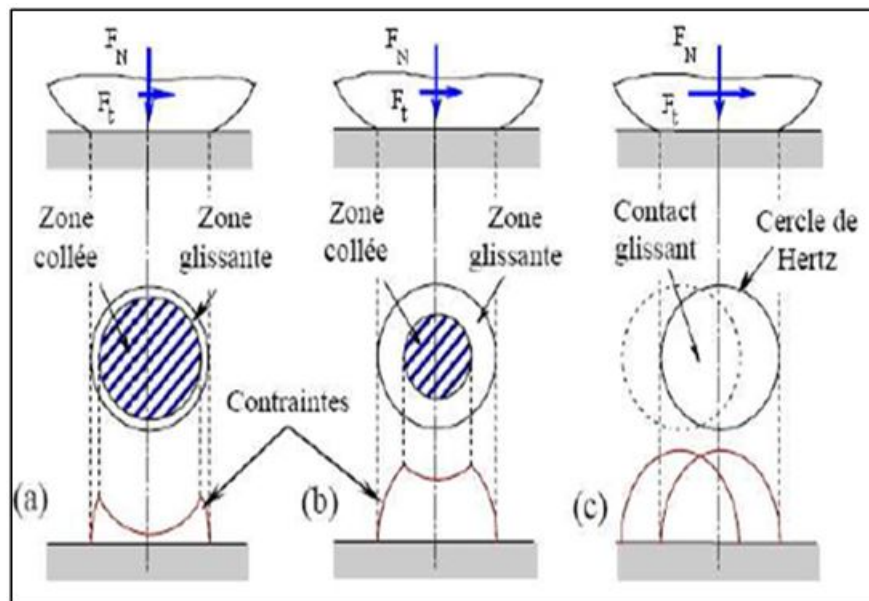 F_N
F_t
F_N
F_t
F_N
F_t
Zone
collée
Zone
glissante
Zone
collée
Zone
glissante
Contact
glissant
Cercle de
Hertz
Contraintes
(a)
(b)
(c)